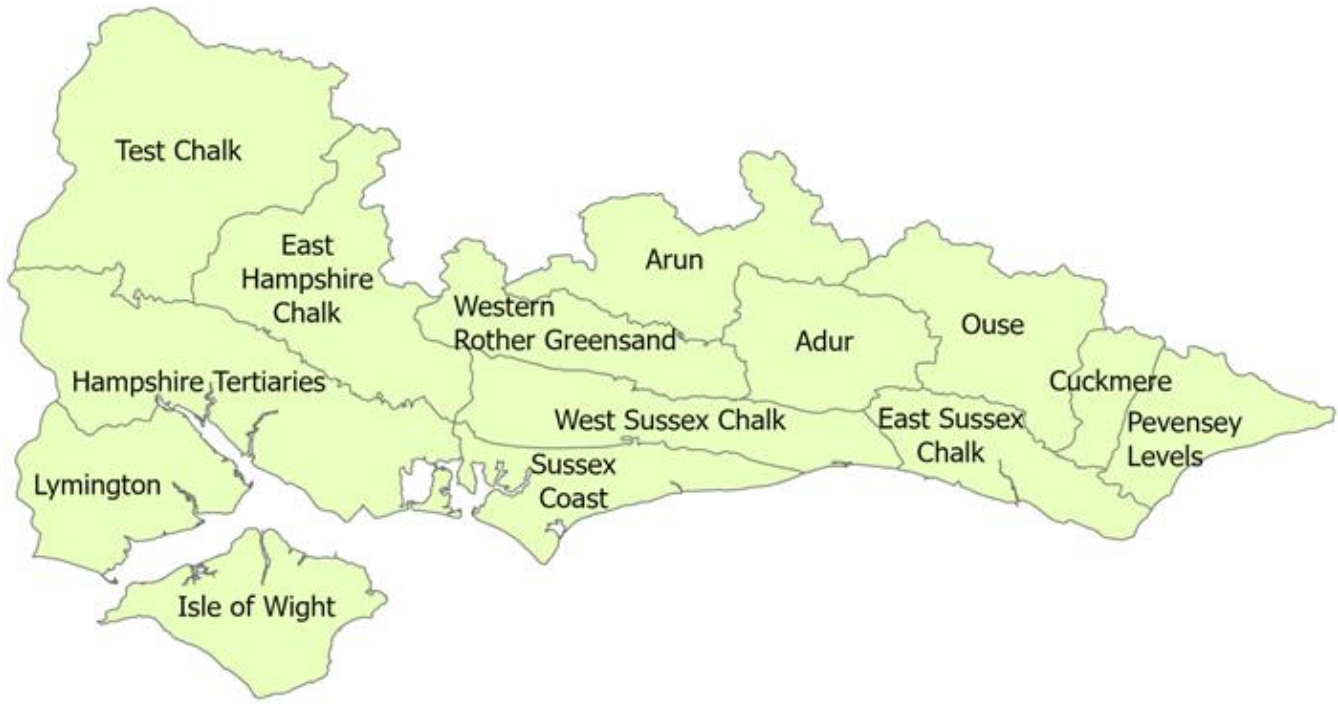 Test Chalk
East
Hampshire
Chalk
Arun
Western
Rother Greensand
Adur
Ouse
Hampshire Tertiaries
Cuckmere
West Sussex Chalk
East Sussex
Chalk
Pevensey
Levels
Lymington
Sussex
Coast
Isle of Wight